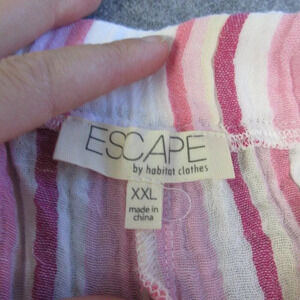 ESCAPE
by habitat clothes
XXL
made in
china